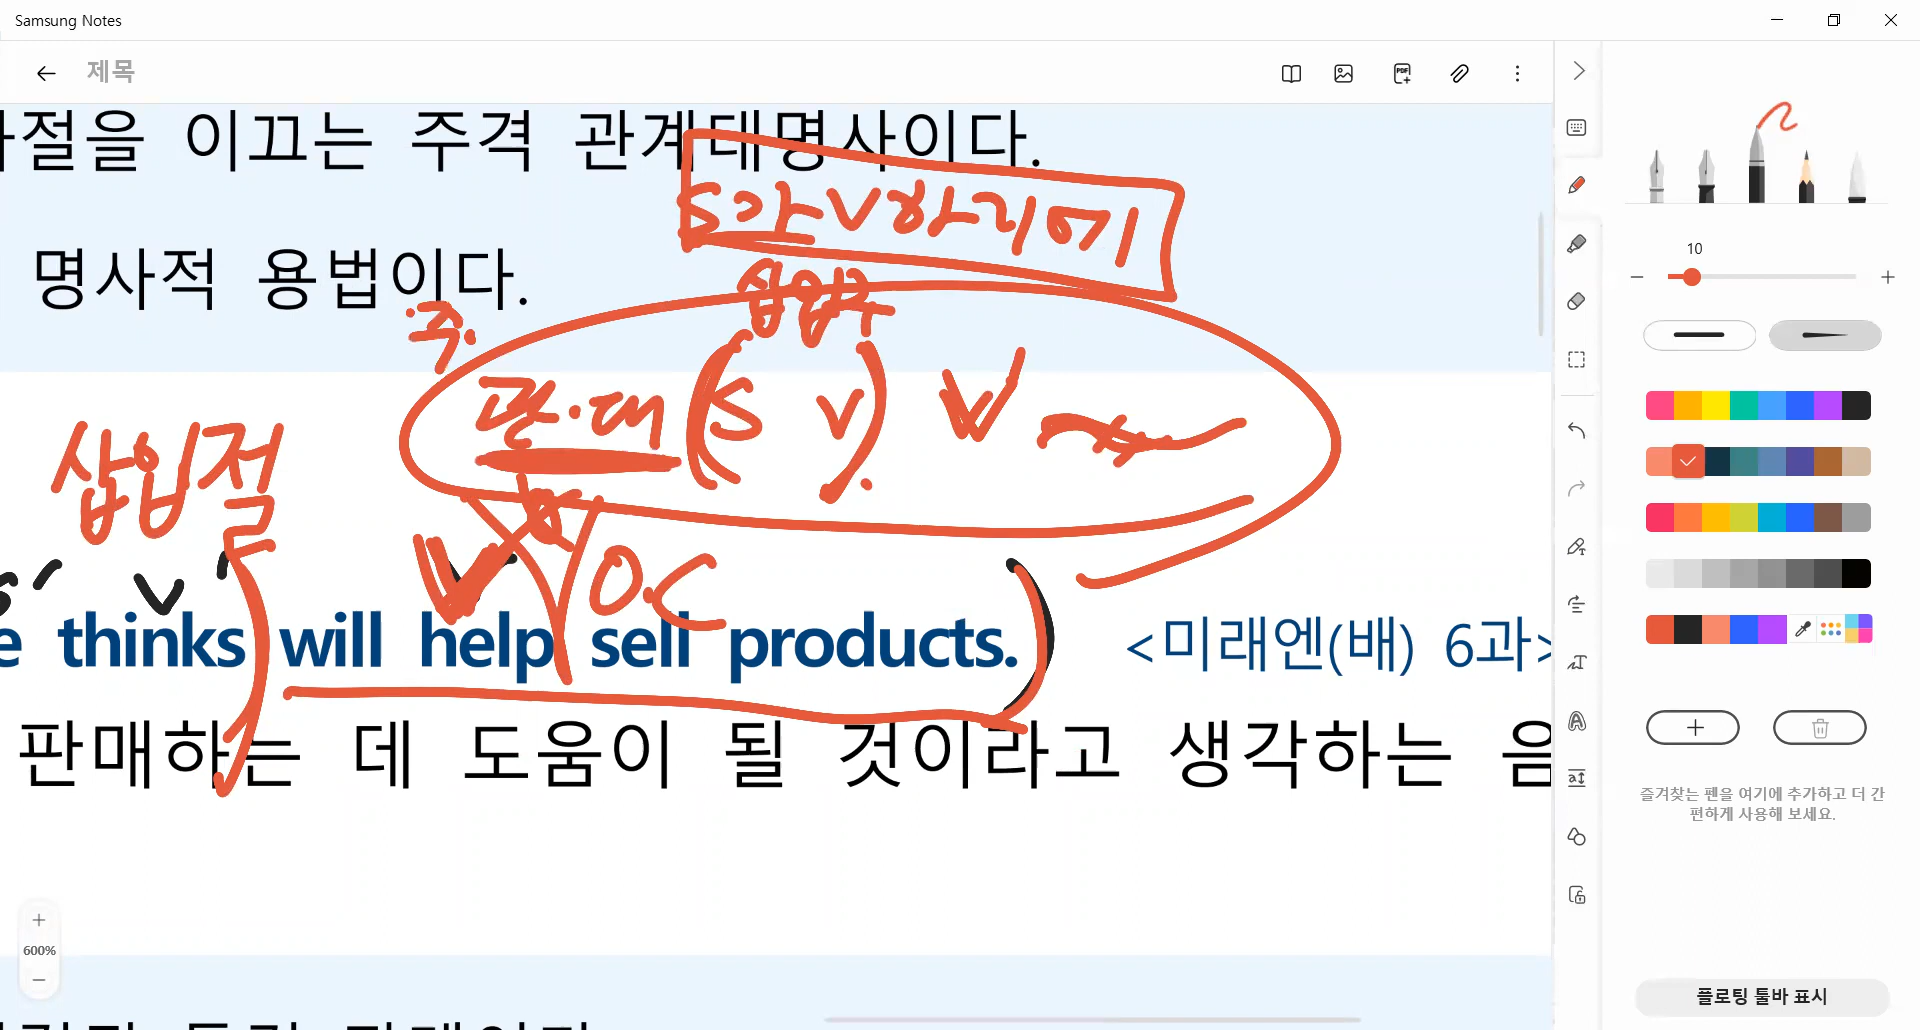 Samsung Notes
제목
절을 이끄는 주격 관계대명사이다.
S가 V하리
명사적 용법이다.
삽입
주.
관.대 (S V) V
삽입절
S' V'
V O O.C
thinks will help sell products.
<미래엔(배) 6과>
판매하는 데 도움이 될 것이라고 생각하는 음
10
즐겨찾는 펜을 여기에 추가하고 더 간
편하게 사용해 보세요.
600%
플로팅 툴바 표시